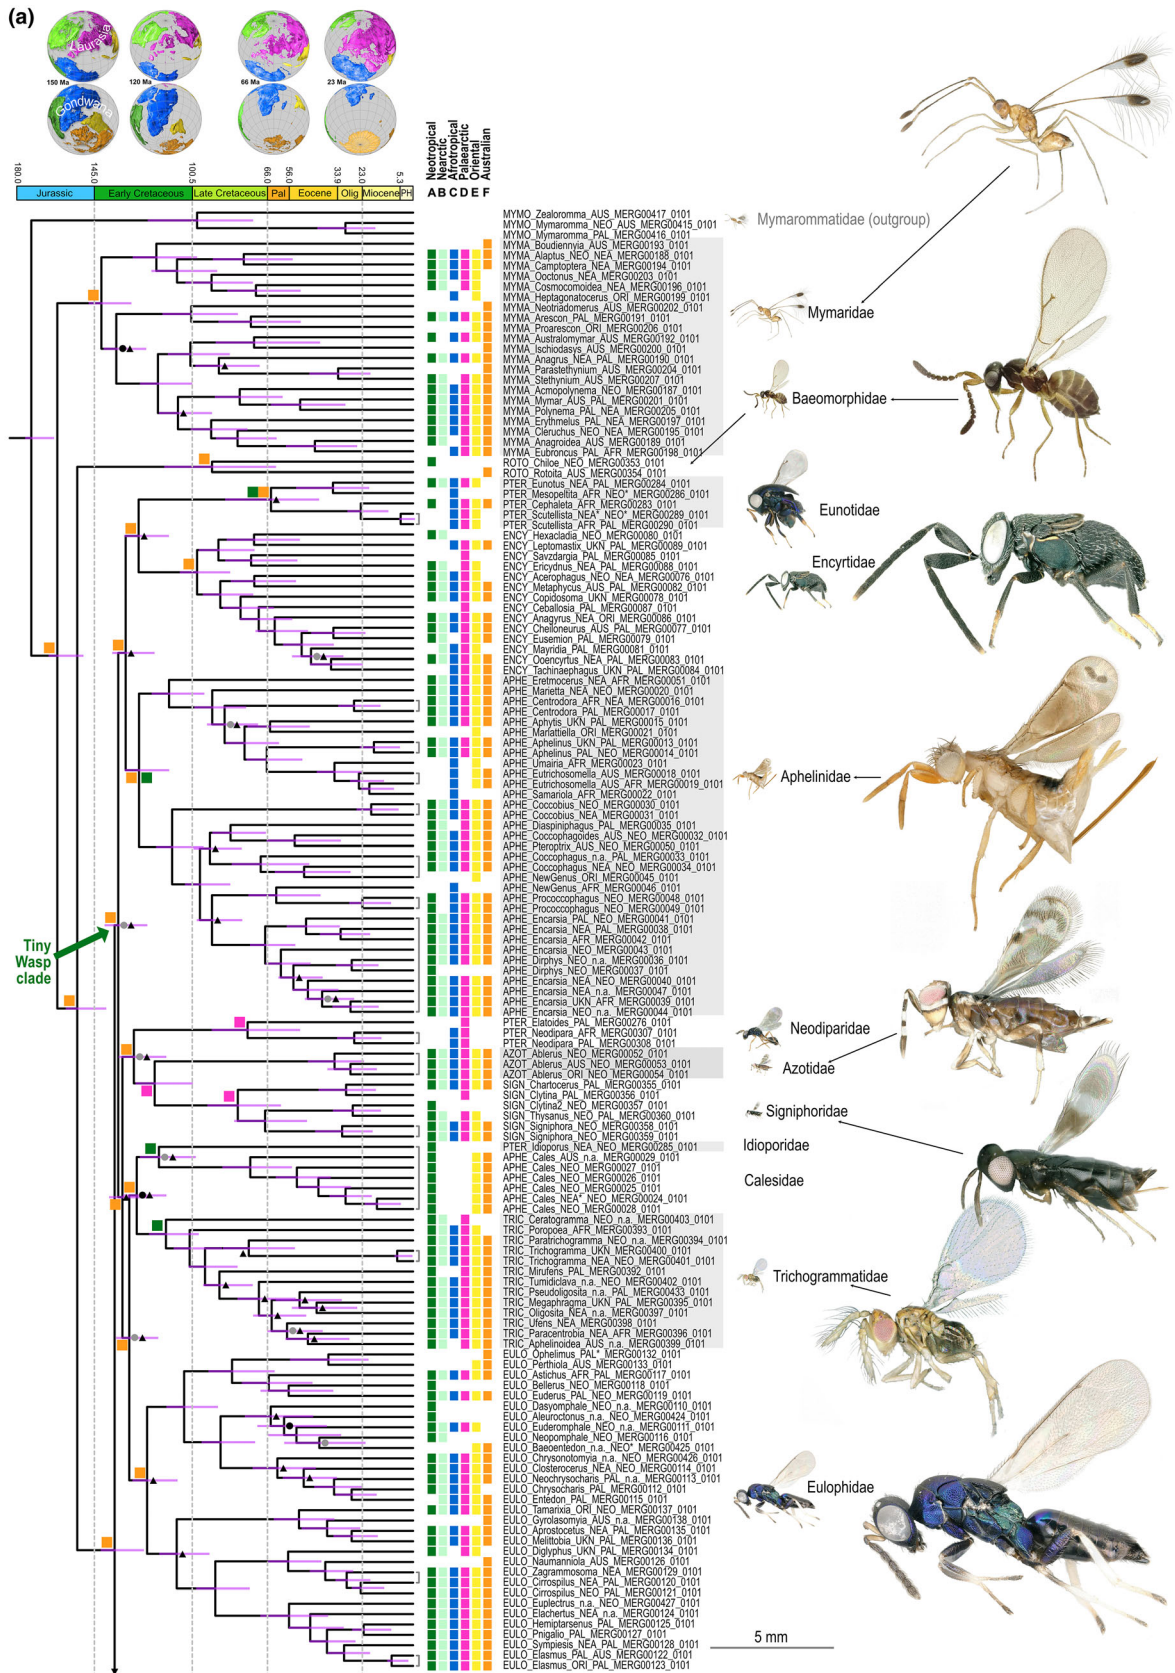 (a)
Laurasia
150 Ma
120 Ma
66 Ma
23 Ma
Gondwana
Neotropical
Nearctic
Afrotropical
Palaearctic
Oriental
Australian
A B C D E F
180.0
145.0
100.5
66.0
56.0
33.9
23.0
5.3
Jurassic
Early Cretaceous
Late Cretaceous
Pal
Eocene
Olig
Miocene
PH
MYMO_Zealoromma_AUS_MERG00417_0101
MYMO_Mymaromma_NEO_AUS_MERG00415_0101
MYMO_Mymaromma_PAL_MERG00416_0101
MYMA_Boudiennyia_AUS_MERG00193_0101
MYMA_Alaptus_NEO_NEA_MERG00188_0101
MYMA_Camptoptera_NEA_MERG00194_0101
MYMA_Ooctonus_NEA_MERG00203_0101
MYMA_Cosmocomoidea_NEA_MERG00196_0101
MYMA_Heptagonatocerus_ORI_MERG00199_0101
MYMA_Neotriadomerus_AUS_MERG00202_0101
MYMA_Arescon_PAL_MERG00191_0101
MYMA_Proarescon_ORI_MERG00206_0101
MYMA_Australomymar_AUS_MERG00192_0101
MYMA_Ischiodasys_AUS_MERG00200_0101
MYMA_Anagrus_NEA_PAL_MERG00190_0101
MYMA_Parastethynium_AUS_MERG00204_0101
MYMA_Stethynium_AUS_MERG00207_0101
MYMA_Acmopolynema_NEO_MERG00187_0101
MYMA_Mymar_AUS_PAL_MERG00201_0101
MYMA_Polynema_PAL_NEA_MERG00205_0101
MYMA_Erythmelus_PAL_NEA_MERG00197_0101
MYMA_Cleruchus_NEO_NEA_MERG00195_0101
MYMA_Anagroidea_AUS_MERG00189_0101
MYMA_Eubroncus_PAL_AFR_MERG00198_0101
ROTO_Chiloe_NEO_MERG00353_0101
ROTO_Rotoita_AUS_MERG00354_0101
PTER_Eunotus_NEA_PAL_MERG00284_0101
PTER_Mesopeltita_AFR_NEO*_MERG00286_0101
PTER_Cephaleta_AFR_MERG00283_0101
PTER_Scutellista_NEA*_NEO*_MERG00289_0101
PTER_Scutellista_AFR_PAL_MERG00290_0101
ENCY_Hexacladia_NEO_MERG00080_0101
ENCY_Leptomastix_UKN_PAL_MERG00089_0101
ENCY_Savzdargia_PAL_MERG00085_0101
ENCY_Ericydnus_NEA_PAL_MERG00088_0101
ENCY_Acerophagus_NEO_NEA_MERG00076_0101
ENCY_Metaphycus_AUS_PAL_MERG00082_0101
ENCY_Copidosoma_UKN_MERG00078_0101
ENCY_Ceballosia_PAL_MERG00087_0101
ENCY_Anagyrus_NEA_ORI_MERG00086_0101
ENCY_Cheiloneurus_AUS_PAL_MERG00077_0101
ENCY_Eusemion_PAL_MERG00079_0101
ENCY_Mayridia_PAL_MERG00081_0101
ENCY_Ooencyrtus_NEA_PAL_MERG00083_0101
ENCY_Tachinaephagus_UKN_PAL_MERG00084_0101
APHE_Eretmocerus_NEA_AFR_MERG00051_0101
APHE_Marietta_NEA_NEO_MERG00020_0101
APHE_Centrodora_AFR_NEA_MERG00016_0101
APHE_Centrodora_PAL_MERG00017_0101
APHE_Aphytis_UKN_PAL_MERG00015_0101
APHE_Marlattiella_ORI_MERG00021_0101
APHE_Aphelinus_UKN_PAL_MERG00013_0101
APHE_Aphelinus_PAL_NEO_MERG00014_0101
APHE_Umairia_AFR_MERG00023_0101
APHE_Eutrichosomella_AUS_MERG00018_0101
APHE_Eutrichosomella_AUS_AFR_MERG00019_0101
APHE_Samariola_AFR_MERG00022_0101
APHE_Coccobius_NEO_MERG00030_0101
APHE_Coccobius_NEA_MERG00031_0101
APHE_Diaspiniphagus_PAL_MERG00035_0101
APHE_Coccophagoides_AUS_NEO_MERG00032_0101
APHE_Pteroptrix_AUS_NEO_MERG00050_0101
APHE_Coccophagus_n.a._PAL_MERG00033_0101
APHE_Coccophagus_NEA_NEO_MERG00034_0101
APHE_NewGenus_ORI_MERG00045_0101
APHE_NewGenus_AFR_MERG00046_0101
APHE_Prococcophagus_NEO_MERG00048_0101
APHE_Prococcophagus_NEO_MERG00049_0101
APHE_Encarsia_PAL_NEO_MERG00041_0101
APHE_Encarsia_NEA_PAL_MERG00038_0101
APHE_Encarsia_AFR_MERG00042_0101
APHE_Encarsia_NEO_MERG00043_0101
APHE_Dirphys_NEO_n.a._MERG00036_0101
APHE_Dirphys_NEO_MERG00037_0101
APHE_Encarsia_NEA_NEO_MERG00040_0101
APHE_Encarsia_NEA_n.a._MERG00047_0101
APHE_Encarsia_UKN_AFR_MERG00039_0101
APHE_Encarsia_NEA_NEO_MERG00044_0101
PTER_Elatoides_PAL_MERG00276_0101
PTER_Neodipara_AFR_MERG00307_0101
PTER_Neodipara_PAL_MERG00308_0101
AZOT_Ablerus_NEO_MERG00052_0101
AZOT_Ablerus_AUS_NEO_MERG00053_0101
AZOT_Ablerus_ORI_NEO_MERG00054_0101
SIGN_Chartocerus_PAL_MERG00355_0101
SIGN_Clytina_PAL_MERG00356_0101
SIGN_Clytina2_NEO_MERG00357_0101
SIGN_Thysanus_NEO_PAL_MERG00360_0101
SIGN_Signiphora_NEO_MERG00358_0101
SIGN_Signiphora_NEO_MERG00359_0101
PTER_Idioporus_NEA_NEO_MERG00285_0101
APHE_Cales_AUS_n.a._MERG00029_0101
APHE_Cales_NEO_MERG00027_0101
APHE_Cales_NEO_MERG00026_0101
APHE_Cales_NEO_MERG00025_0101
APHE_Cales_NEA*_NEO_MERG00024_0101
APHE_Cales_NEO_MERG00028_0101
TRIC_Ceratogramma_NEO_n.a._MERG00403_0101
TRIC_Poropoea_AFR_MERG00393_0101
TRIC_Paratrichogramma_NEO_n.a._MERG00394_0101
TRIC_Trichogramma_UKN_MERG00400_0101
TRIC_Trichogramma_NEA_NEO_MERG00401_0101
TRIC_Mirufens_PAL_MERG00392_0101
TRIC_Tumidiclava_n.a._NEO_MERG00402_0101
TRIC_Pseudoligosita_n.a._PAL_MERG00433_0101
TRIC_Megaphragma_UKN_PAL_MERG00395_0101
TRIC_Oligosita_NEA_n.a._MERG00397_0101
TRIC_Ufens_NEA_MERG00398_0101
TRIC_Paracentrobia_NEA_AFR_MERG00396_0101
TRIC_Aphelinoidea_AUS_n.a._MERG00399_0101
EULO_Ophelimus_PAL*_MERG00132_0101
EULO_Perthiola_AUS_MERG00133_0101
EULO_Astichus_AFR_PAL_MERG00117_0101
EULO_Bellerus_NEO_MERG00118_0101
EULO_Euderus_PAL_NEO_MERG00119_0101
EULO_Dasyomphale_NEO_MERG00110_0101
EULO_Aleuroctonus_n.a._NEO_MERG00424_0101
EULO_Euderomphale_NEO_n.a._MERG00111_0101
EULO_Neopomphale_NEO_MERG00116_0101
EULO_Baeoentedon_n.a._NEO*_MERG00425_0101
EULO_Chrysonotomyia_n.a._NEO_MERG00426_0101
EULO_Closterocerus_NEA_NEO_MERG00114_0101
EULO_Neochrysocharis_PAL_n.a._MERG00113_0101
EULO_Chrysocharis_PAL_MERG00112_0101
EULO_Entedon_PAL_MERG00115_0101
EULO_Tamarixia_ORI_NEO_MERG00137_0101
EULO_Gyrolasomyia_AUS_n.a._MERG00138_0101
EULO_Aprostocetus_NEA_PAL_MERG00135_0101
EULO_Melittobia_UKN_PAL_MERG00136_0101
EULO_Diglyphus_UKN_PAL_MERG00134_0101
EULO_Naumanniola_AUS_MERG00126_0101
EULO_Zagrammosoma_NEA_MERG00129_0101
EULO_Cirrospilus_NEA_PAL_MERG00120_0101
EULO_Cirrospilus_NEO_PAL_MERG00121_0101
EULO_Euplectrus_n.a._NEO_MERG00427_0101
EULO_Elachertus_NEA_n.a._MERG00124_0101
EULO_Hemiptarsenus_PAL_MERG00125_0101
EULO_Pnigalio_PAL_MERG00127_0101
EULO_Sympiesis_NEA_PAL_MERG00128_0101
EULO_Elasmus_PAL_AUS_MERG00122_0101
EULO_Elasmus_ORI_PAL_MERG00123_0101
Tiny
Wasp
clade
Mymarommatidae (outgroup)
Mymaridae
Baeomorphidae
Eunotidae
Encyrtidae
Aphelinidae
Neodiparidae
Azotidae
Signiphoridae
Idioporidae
Calesidae
Trichogrammatidae
Eulophidae
5 mm